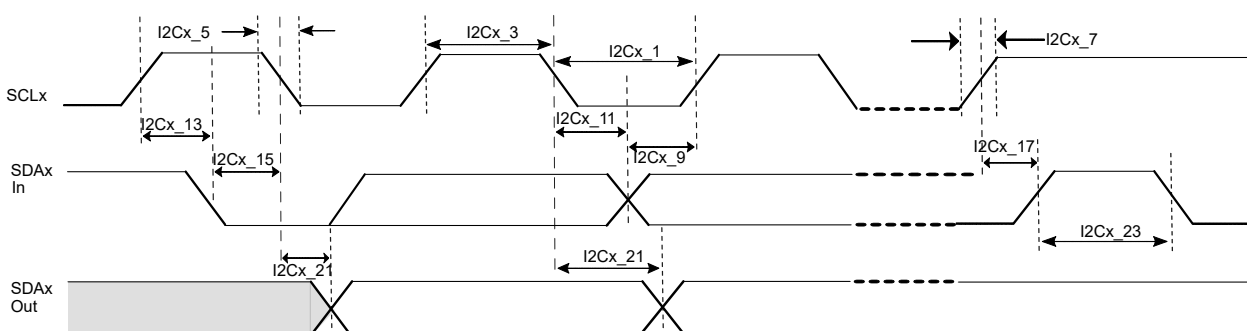 I2Cx_5
I2Cx_3
I2Cx_1
I2Cx_7
SCLx
I2Cx_13
I2Cx_11
I2Cx_9
I2Cx_15
I2Cx_17
SDAx
In
I2Cx_23
I2Cx_21
I2Cx_21
SDAx
Out